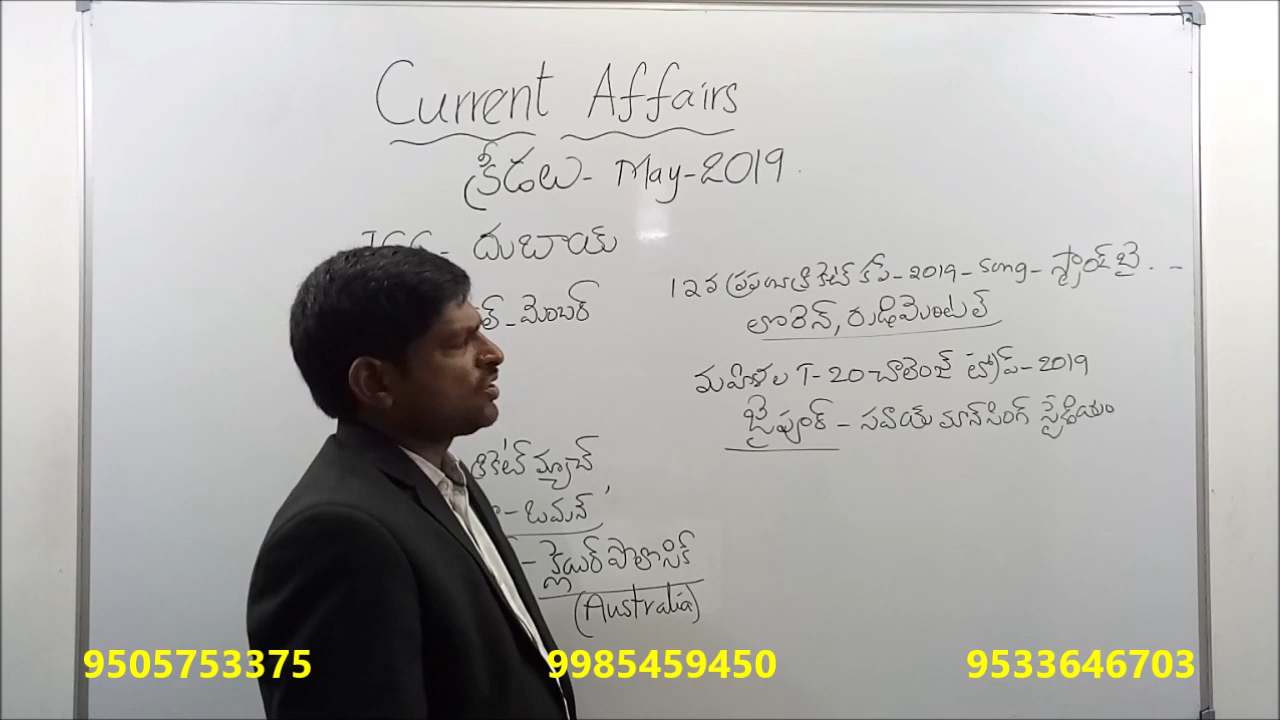 Current Affairs
క్రీడలు - May-2019
ICC - దుబాయ్
మెంబర్
క్రికెట్ మ్యాచ్,
- ఒమన్
- క్లైయిర్ పొలొసిక్
(Australia)
12వ ప్రపంచ క్రికెట్ కప్-2019 - Song - స్టాండ్ బై . -
లొరెన్, రుడిమెంటల్
మహిళల T-20 చాలెంజ్ ట్రోపి-2019
జైపూర్ - సవాయ్ మాన్‌సింగ్ స్టేడియం
9505753375 9985459450 9533646703